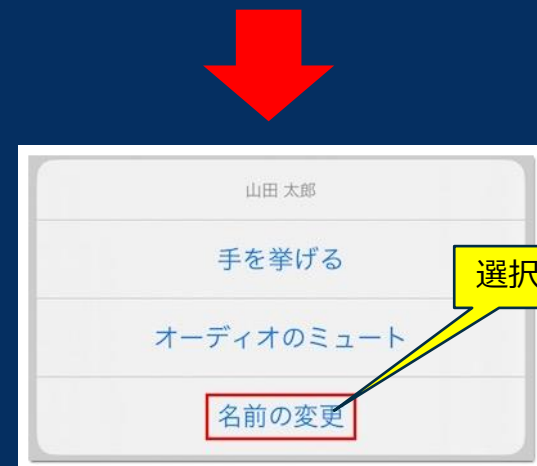 山田 太郎
手を挙げる
選択
オーディオのミュート
名前の変更